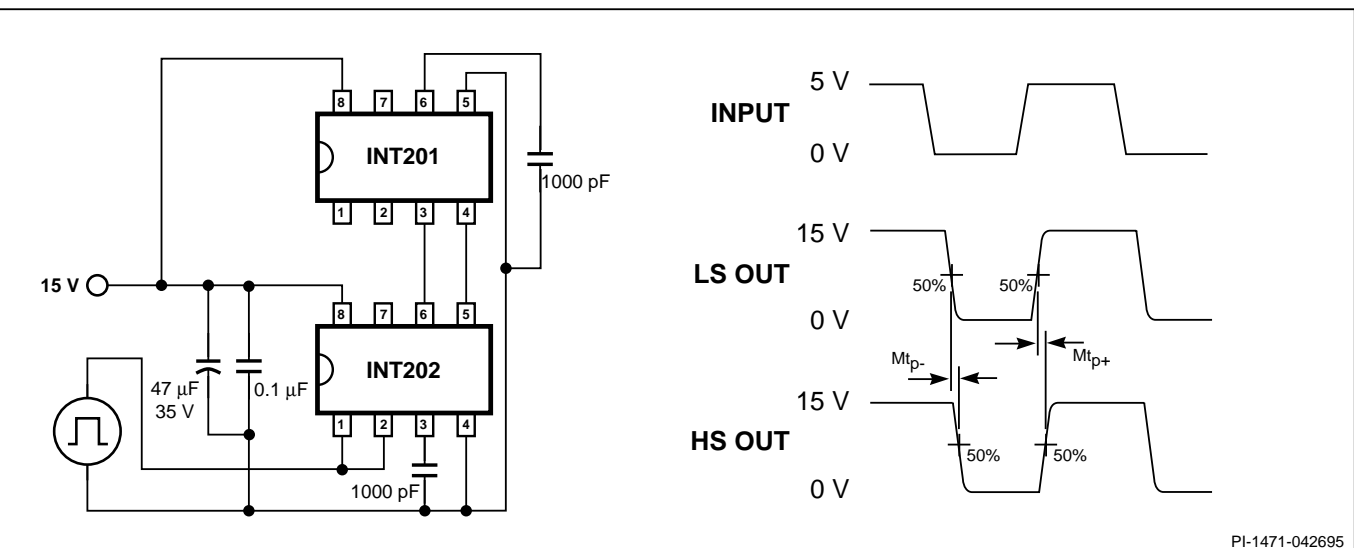 8 7 6 5
INT201
1000 pF
1 2 3 4
15 V
8 7 6 5
INT202
47 µF
35 V
0.1 µF
1 2 3 4
1000 pF
5 V
INPUT
0 V
15 V
LS OUT
50% 50%
0 V
Mtp- Mtp+
15 V
HS OUT
50% 50%
0 V
PI-1471-042695